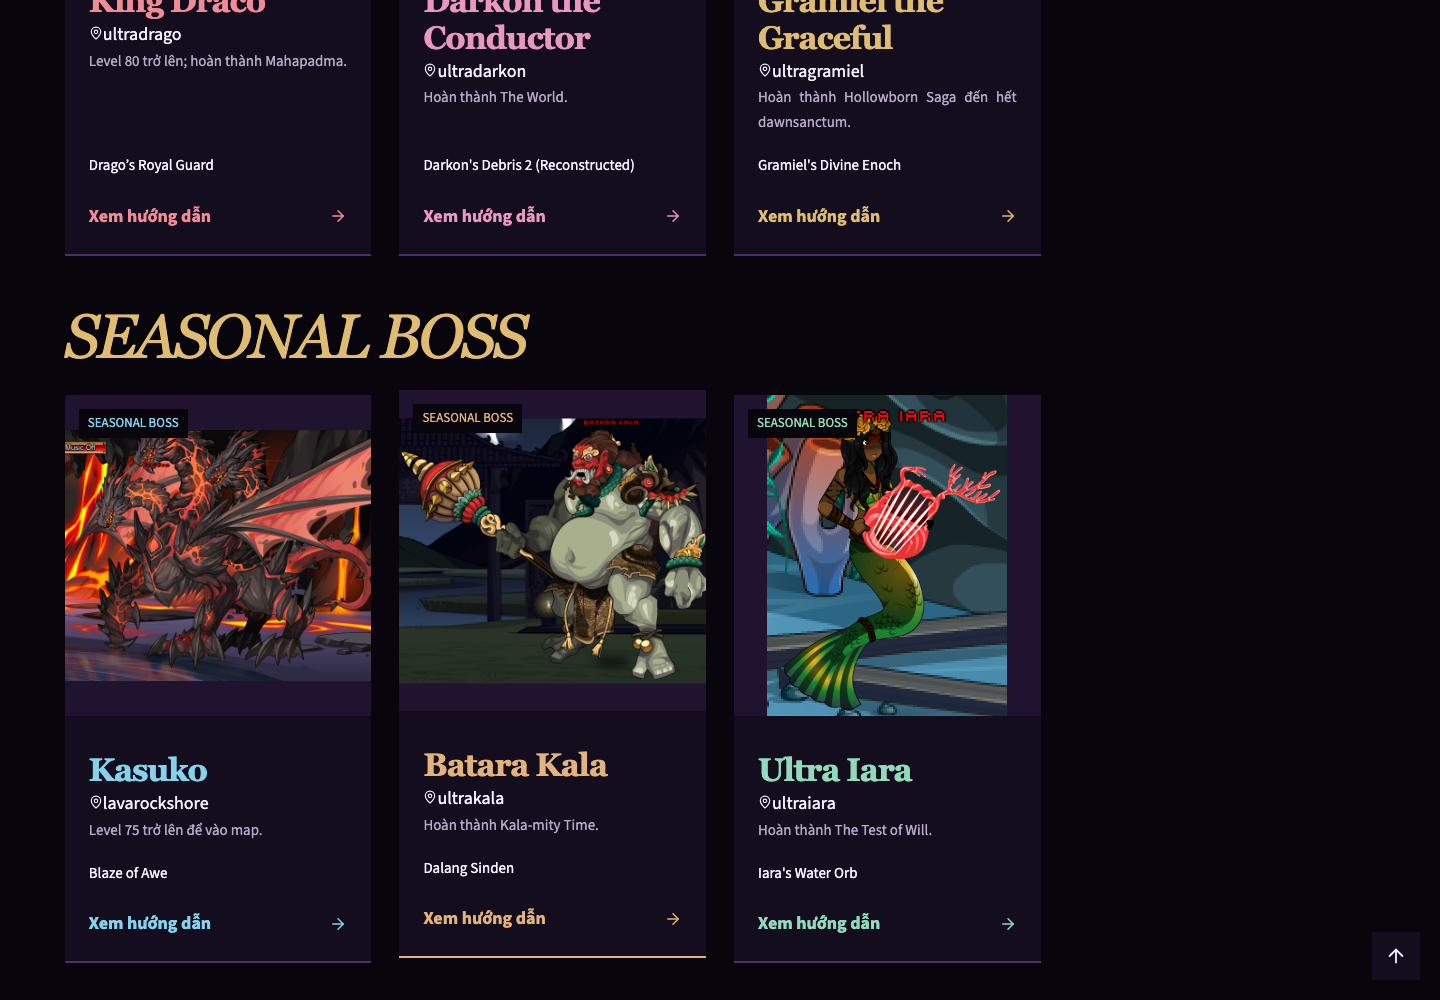 King Draco
ultradrago
Level 80 trở lên; hoàn thành Mahapadma.
Drago’s Royal Guard
Xem hướng dẫn
Darkon the
Conductor
ultradarkon
Hoàn thành The World.
Darkon's Debris 2 (Reconstructed)
Xem hướng dẫn
Gramiel the
Graceful
ultragramiel
Hoàn thành Hollowborn Saga đến hết
dawnsanctum.
Gramiel's Divine Enoch
Xem hướng dẫn
SEASONAL BOSS
SEASONAL BOSS
Music Off
Kasuko
lavarockshore
Level 75 trở lên để vào map.
Blaze of Awe
Xem hướng dẫn
SEASONAL BOSS
BATARA KALA
Batara Kala
ultrakala
Hoàn thành Kala-mity Time.
Dalang Sinden
Xem hướng dẫn
SEASONAL BOSS
IARA
Ultra Iara
ultraiara
Hoàn thành The Test of Will.
Iara's Water Orb
Xem hướng dẫn